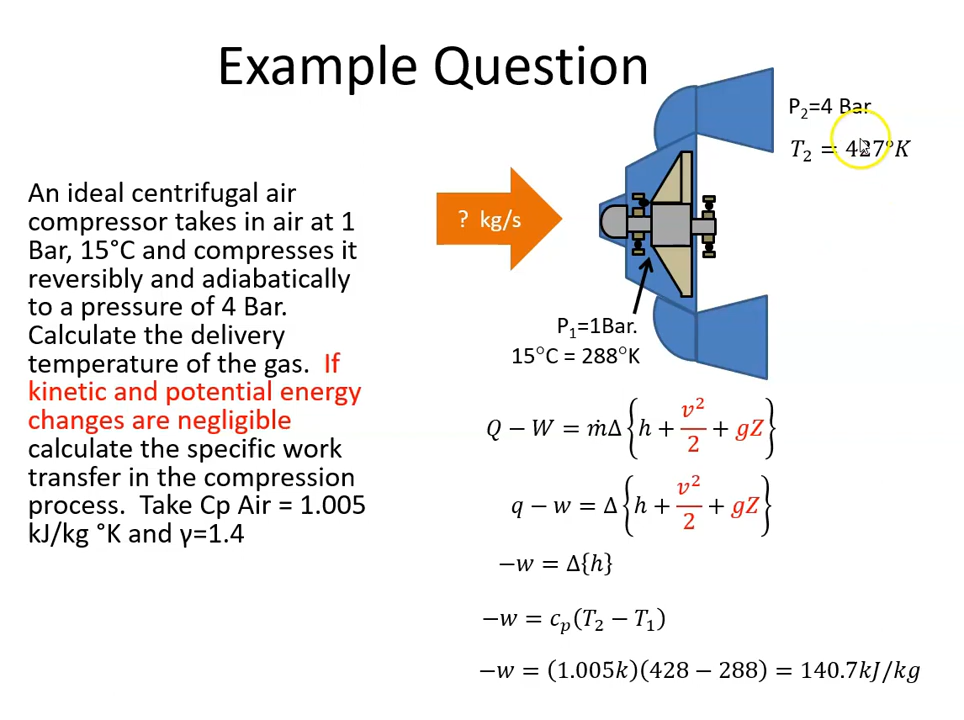 Example Question
P₂=4 Bar
T₂ = 427°K
An ideal centrifugal air
compressor takes in air at 1
Bar, 15°C and compresses it
reversibly and adiabatically
to a pressure of 4 Bar.
Calculate the delivery
temperature of the gas. If
kinetic and potential energy
changes are negligible
calculate the specific work
transfer in the compression
process. Take Cp Air = 1.005
kJ/kg °K and γ=1.4
? kg/s
P₁=1Bar.
15°C = 288°K
Q − W = ṁΔ{h + v²/2 + gZ}
q − w = Δ{h + v²/2 + gZ}
−w = Δ{h}
−w = cₚ(T₂ − T₁)
−w = (1.005k)(428 − 288) = 140.7kJ/kg